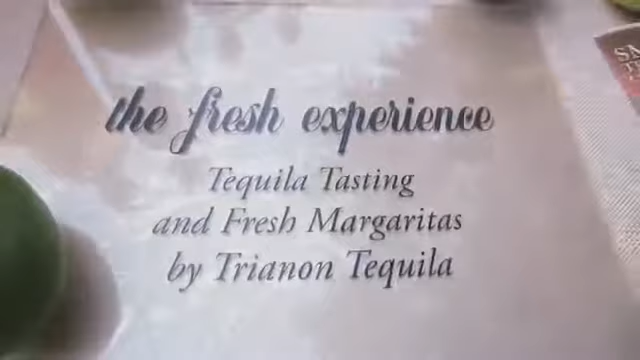 the fresh experience
Tequila Tasting
and Fresh Margaritas
by Trianon Tequila